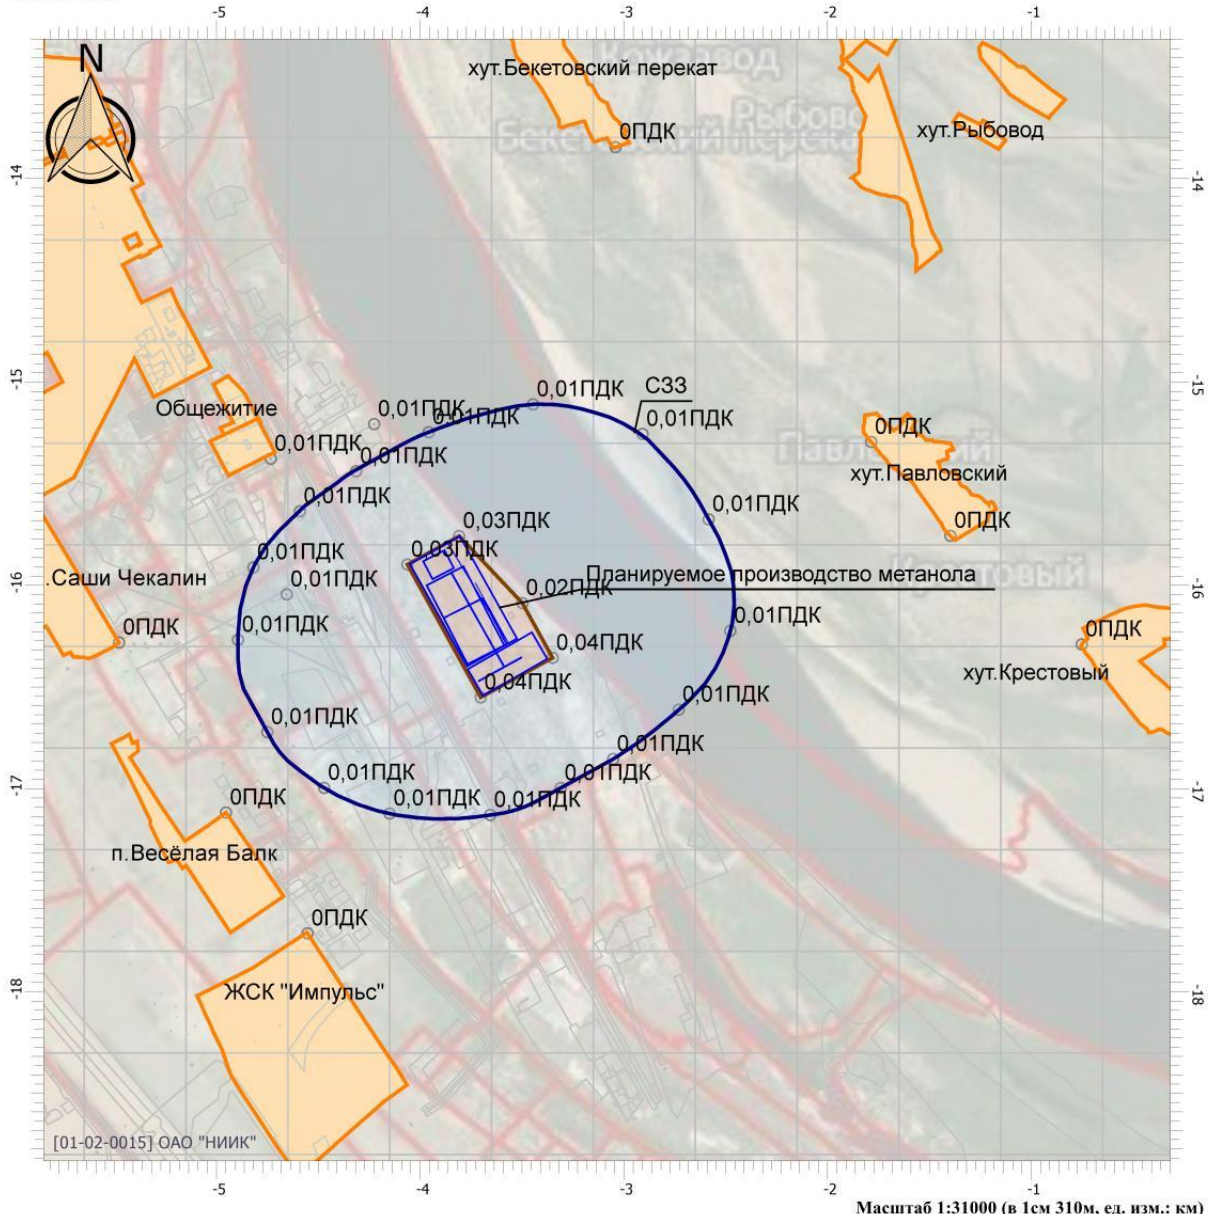 -5 -4 -3 -2 -1
N
Кожзавод
хут.Бекетовский перекат
хут.Рыбовод
0ПДК
-14 -14
-15 -15
0,01ПДК
СЗЗ
0,01ПДК
0,01ПДК
0,01ПДК
Общежитие
0,01ПДК
0,01ПДК
0ПДК
хут.Павловский
0,01ПДК
0,01ПДК
0ПДК
0,03ПДК
0,03ПДК
0,01ПДК
.Саши Чекалин
0,01ПДК
Планируемое производство метанола
0,02ПДК
-16 -16
0,01ПДК
0ПДК
0,01ПДК
0ПДК
0,04ПДК
хут.Крестовый
0,04ПДК
0,01ПДК
0,01ПДК
0,01ПДК
0,01ПДК
0,01ПДК
-17 -17
0ПДК
0,01ПДК
0,01ПДК
п.Весёлая Балк
0ПДК
ЖСК "Импульс"
-18 -18
[01-02-0015] ОАО "НИИК"
-5 -4 -3 -2 -1
Масштаб 1:31000 (в 1см 310м, ед. изм.: км)